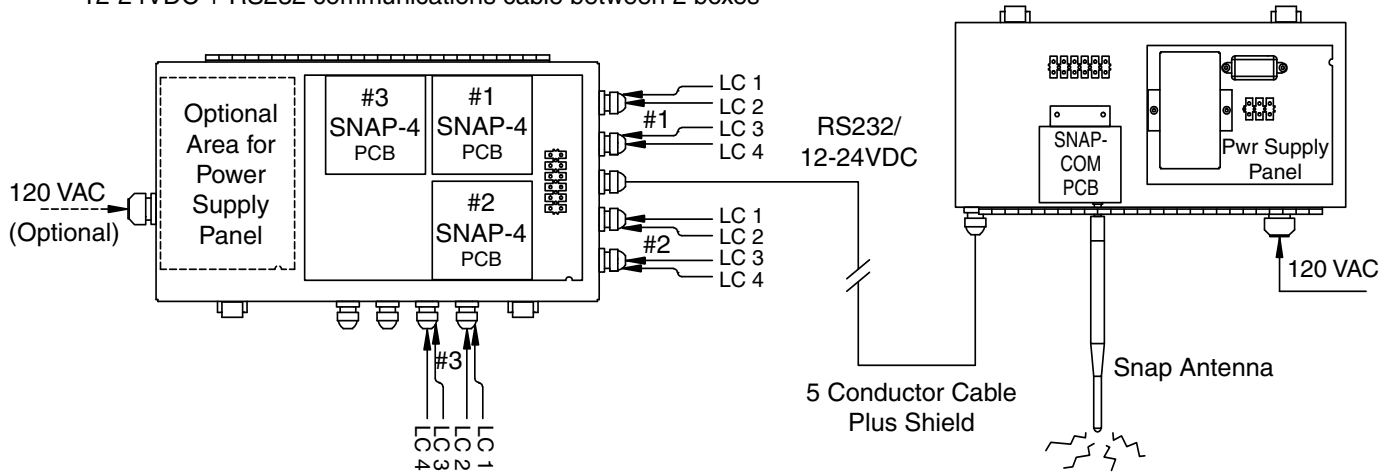 12-24VDC + RS232 communications cable between 2 boxes
Optional
Area for
Power
Supply
Panel
120 VAC
(Optional)
#3
SNAP-4
PCB
#1
SNAP-4
PCB
#2
SNAP-4
PCB
LC 1
LC 2
#1
LC 3
LC 4
LC 1
LC 2
#2
LC 3
LC 4
#3
LC 4
LC 3
LC 2
LC 1
RS232/
12-24VDC
5 Conductor Cable
Plus Shield
SNAP-
COM
PCB
Pwr Supply
Panel
120 VAC
Snap Antenna